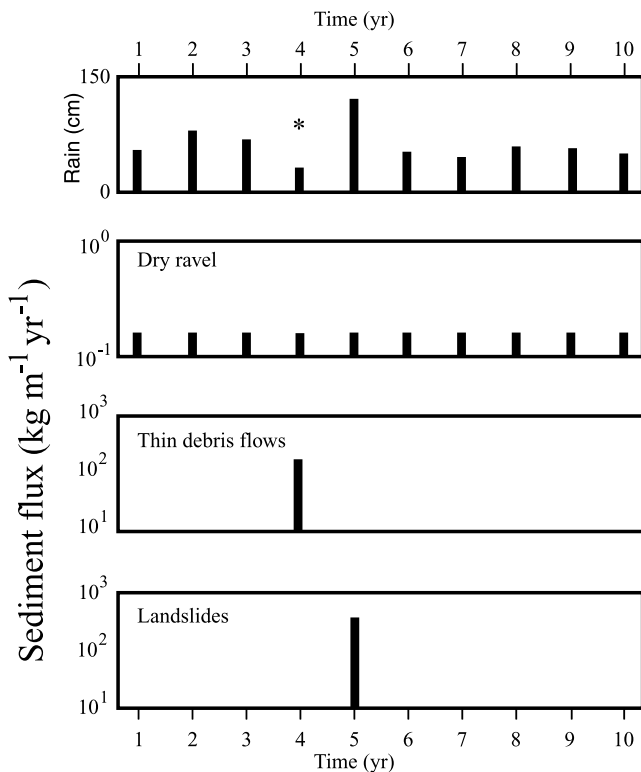 Time (yr)
1 2 3 4 5 6 7 8 9 10
150
Rain (cm)
*
0
10^0
Dry ravel
10^-1
Sediment flux (kg m^-1 yr^-1)
10^3
Thin debris flows
10^2
10^1
10^3
Landslides
10^2
10^1
1 2 3 4 5 6 7 8 9 10
Time (yr)